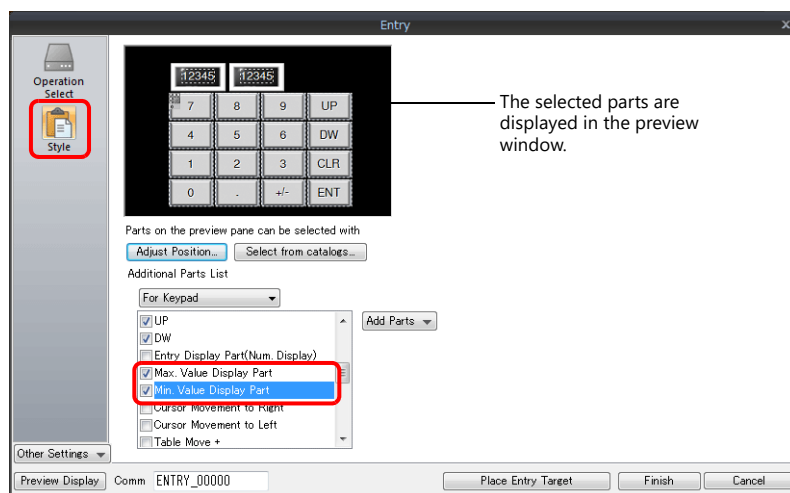 Entry
x
Operation
Select
Style
12345 12345
7 8 9 UP
4 5 6 DW
1 2 3 CLR
0 . +/- ENT
The selected parts are
displayed in the preview
window.
Parts on the preview pane can be selected with
Adjust Position... Select from catalogs...
Additional Parts List
For Keypad
UP
Add Parts
DW
Entry Display Part(Num. Display)
Max. Value Display Part
Min. Value Display Part
Cursor Movement to Right
Cursor Movement to Left
Table Move +
Other Settings
Preview Display Comm ENTRY_00000 Place Entry Target Finish Cancel